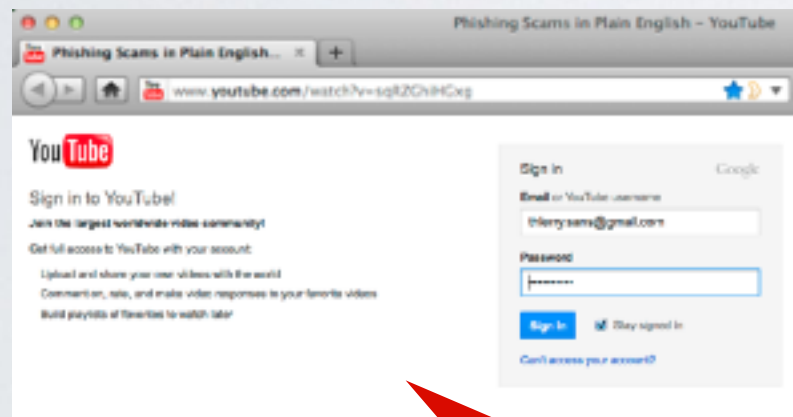 Phishing Scams in Plain English – YouTube
Phishing Scams in Plain English...
www.youtube.com/watch?v=
YouTube
Sign in Google
Sign in to YouTube!
Email or YouTube username
Join the largest worldwide video community!
thierry.sans@gmail.com
Get full access to YouTube with your account:
Password
Upload and share your own videos with the world
Comment on, rate, and make video responses to your favorite videos
Build playlists of favorites to watch later
Sign in Stay signed in
Can't access your account?